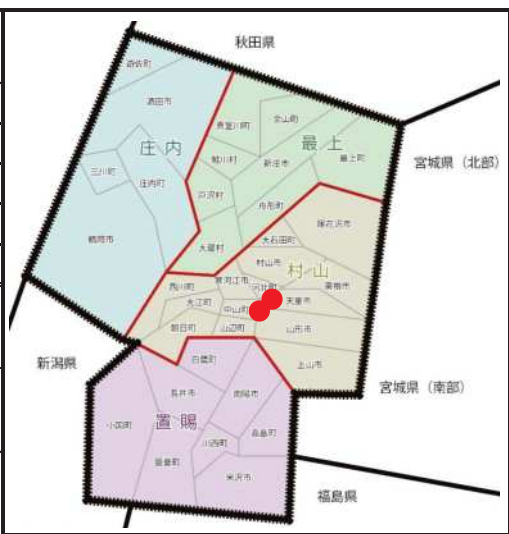 秋田県
遊佐町
酒田市
金山町
真室川町
最上
庄内
鮭川村
新庄市
最上町
宮城県（北部）
三川町
庄内町
戸沢村
舟形町
鶴岡市
尾花沢市
大石田町
大蔵村
村山市
村山
西川町
寒河江市
河北町
東根市
大江町
天童市
中山町
朝日町
山辺町
山形市
新潟県
白鷹町
上山市
宮城県（南部）
長井市
南陽市
置賜
小国町
高畠町
川西町
飯豊町
米沢市
福島県